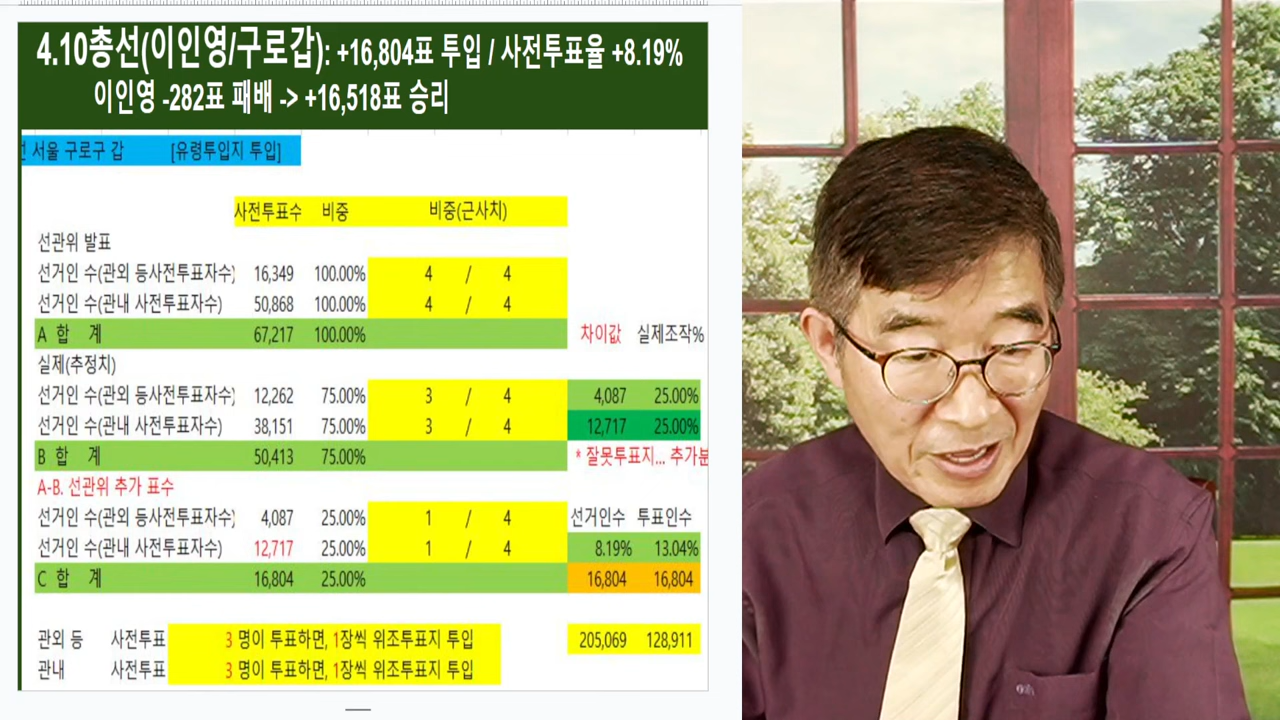 4.10총선(이인영/구로갑): +16,804표 투입 / 사전투표율 +8.19%
이인영 -282표 패배 -> +16,518표 승리
서울 구로구 갑 [유령투입지 투입]
사전투표수 비중 비중(근사치)
선관위 발표
선거인 수(관외 등사전투표자수) 16,349 100.00% 4 / 4
선거인 수(관내 사전투표자수) 50,868 100.00% 4 / 4
A 합 계 67,217 100.00% 차이값 실제조작%
실제(추정치)
선거인 수(관외 등사전투표자수) 12,262 75.00% 3 / 4 4,087 25.00%
선거인 수(관내 사전투표자수) 38,151 75.00% 3 / 4 12,717 25.00%
B 합 계 50,413 75.00% * 잘못투표지... 추가분
A-B. 선관위 추가 표수
선거인 수(관외 등사전투표자수) 4,087 25.00% 1 / 4 선거인수 투표인수
선거인 수(관내 사전투표자수) 12,717 25.00% 1 / 4 8.19% 13.04%
C 합 계 16,804 25.00% 16,804 16,804
관외 등 사전투표 3 명이 투표하면, 1장씩 위조투표지 투입 205,069 128,911
관내 사전투표 3 명이 투표하면, 1장씩 위조투표지 투입